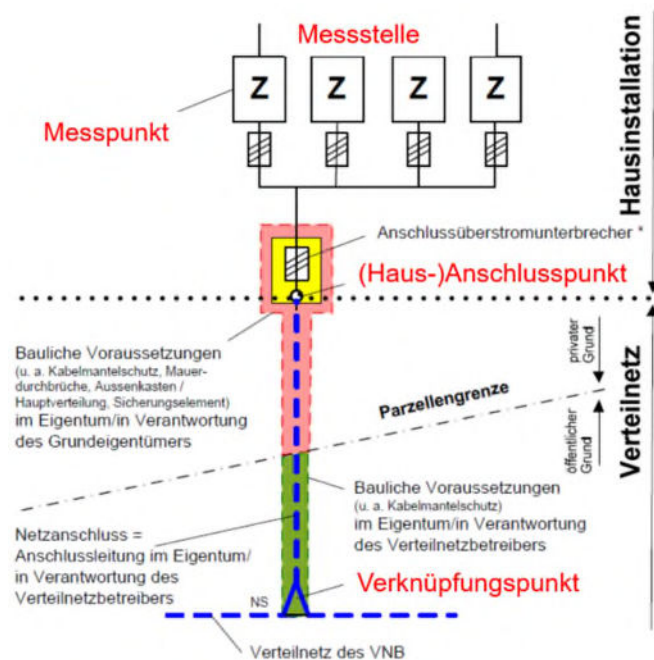 Messstelle
Z Z Z Z
Messpunkt
Hausinstallation
Anschlussüberstromunterbrecher *
(Haus-)Anschlusspunkt
Bauliche Voraussetzungen
(u. a. Kabelmantelschutz, Mauer-
durchbrüche, Aussenkasten /
Hauptverteilung, Sicherungselement)
im Eigentum/in Verantwortung
des Grundeigentümers
privater
Grund
Parzellengrenze
öffentlicher
Grund
Verteilnetz
Bauliche Voraussetzungen
(u. a. Kabelmantelschutz)
im Eigentum/in Verantwortung
des Verteilnetzbetreibers
Netzanschluss =
Anschlussleitung im Eigentum/
in Verantwortung des
Verteilnetzbetreibers
NS
Verknüpfungspunkt
Verteilnetz des VNB